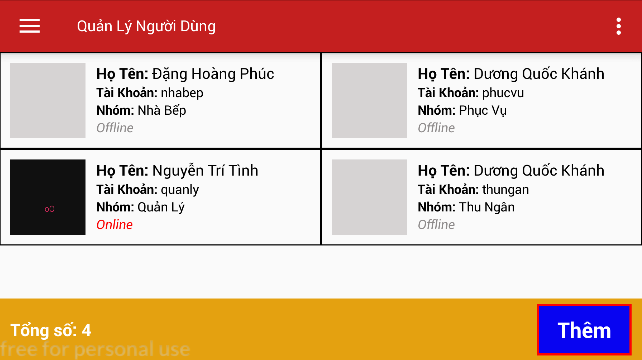 Quản Lý Người Dùng
Họ Tên: Đặng Hoàng Phúc
Tài Khoản: nhabep
Nhóm: Nhà Bếp
Offline
Họ Tên: Dương Quốc Khánh
Tài Khoản: phucvu
Nhóm: Phục Vụ
Offline
Họ Tên: Nguyễn Trí Tình
Tài Khoản: quanly
Nhóm: Quản Lý
Online
Họ Tên: Dương Quốc Khánh
Tài Khoản: thungan
Nhóm: Thu Ngân
Offline
Tổng số: 4
Thêm
free for personal use